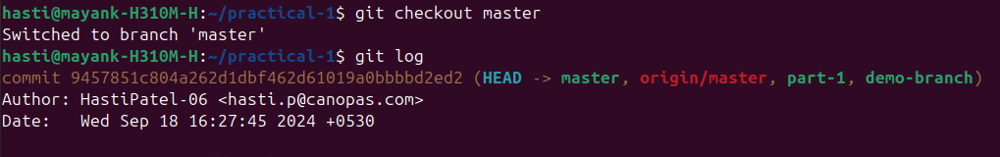 hasti@mayank-H310M-H:~/practical-1$ git checkout master
Switched to branch 'master'
hasti@mayank-H310M-H:~/practical-1$ git log
commit 9457851c804a262d1dbf462d61019a0bbbbd2ed2 (HEAD -> master, origin/master, part-1, demo-branch)
Author: HastiPatel-06 <hasti.p@canopas.com>
Date:   Wed Sep 18 16:27:45 2024 +0530